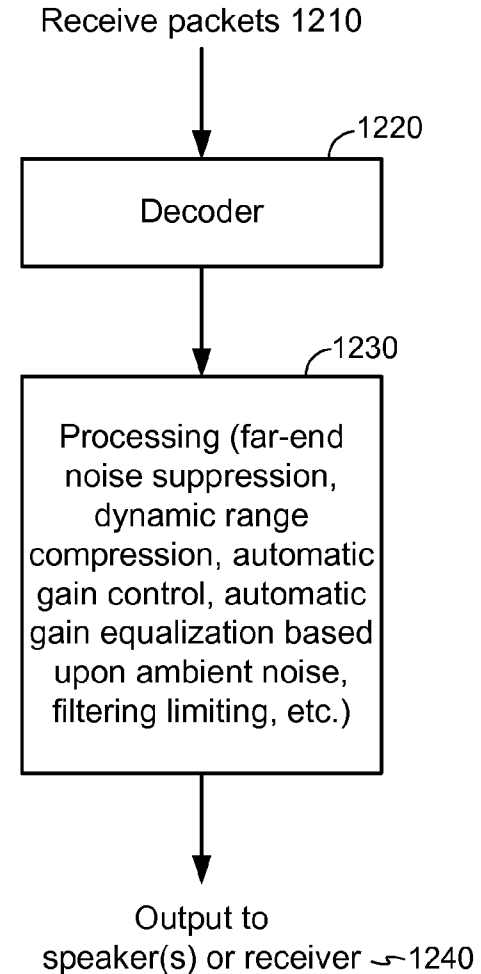 Receive packets 1210
1220
Decoder
1230
Processing (far-end
noise suppression,
dynamic range
compression, automatic
gain control, automatic
gain equalization based
upon ambient noise,
filtering limiting, etc.)
Output to
speaker(s) or receiver 1240